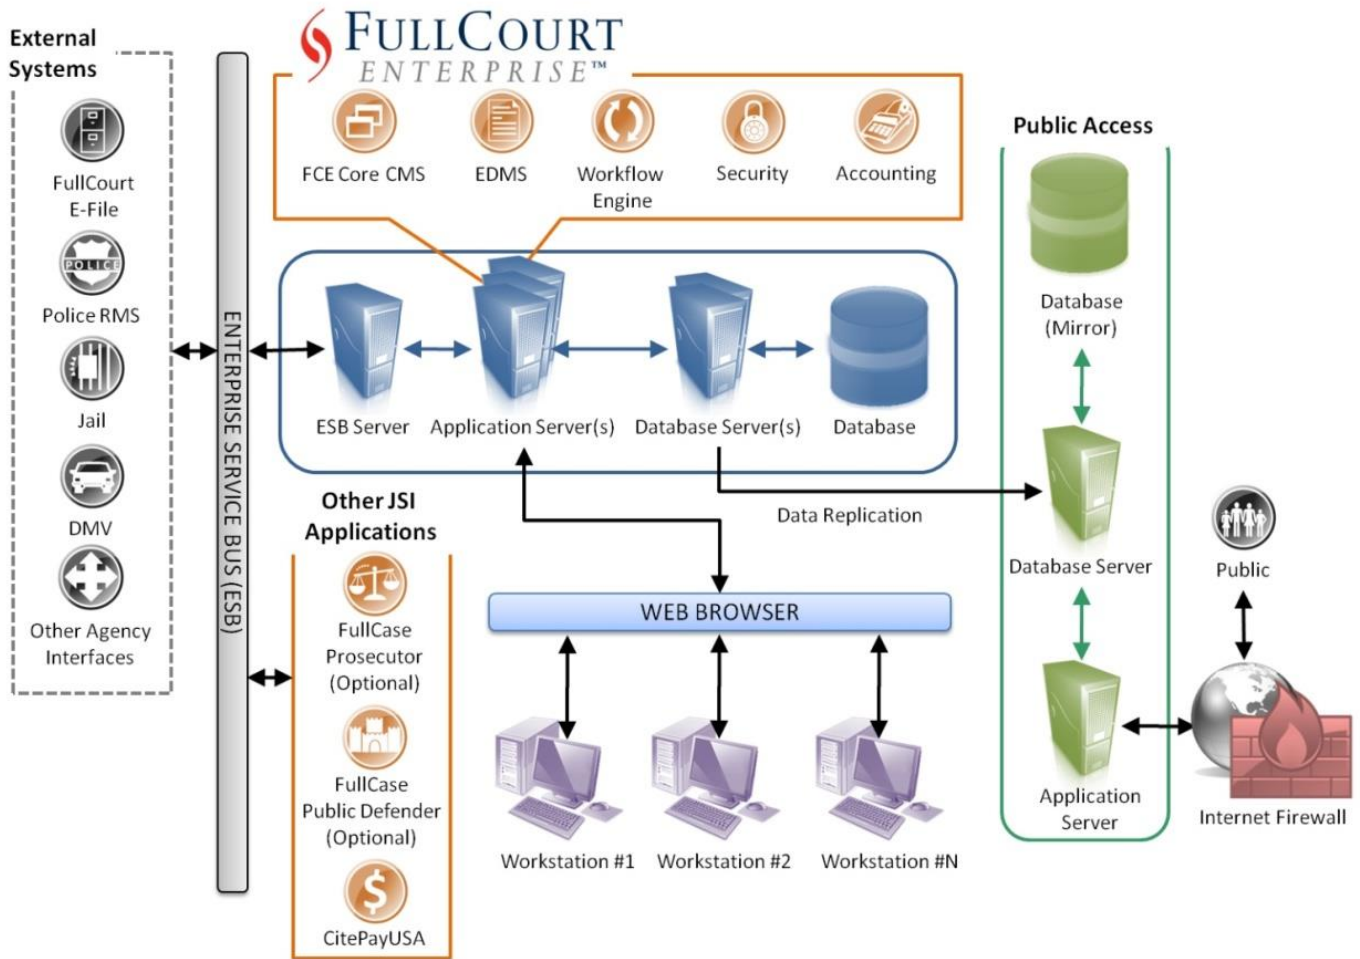 External
Systems
FullCourt
E-File
POLICE
Police RMS
Jail
DMV
Other Agency
Interfaces
ENTERPRISE SERVICE BUS (ESB)
FULLCOURT
ENTERPRISE™
FCE Core CMS
EDMS
Workflow
Engine
Security
Accounting
ESB Server
Application Server(s)
Database Server(s)
Database
Other JSI
Applications
FullCase
Prosecutor
(Optional)
FullCase
Public Defender
(Optional)
$
CitePayUSA
Data Replication
WEB BROWSER
Workstation #1
Workstation #2
Workstation #N
Public Access
Database
(Mirror)
Database Server
Application
Server
Public
Internet Firewall